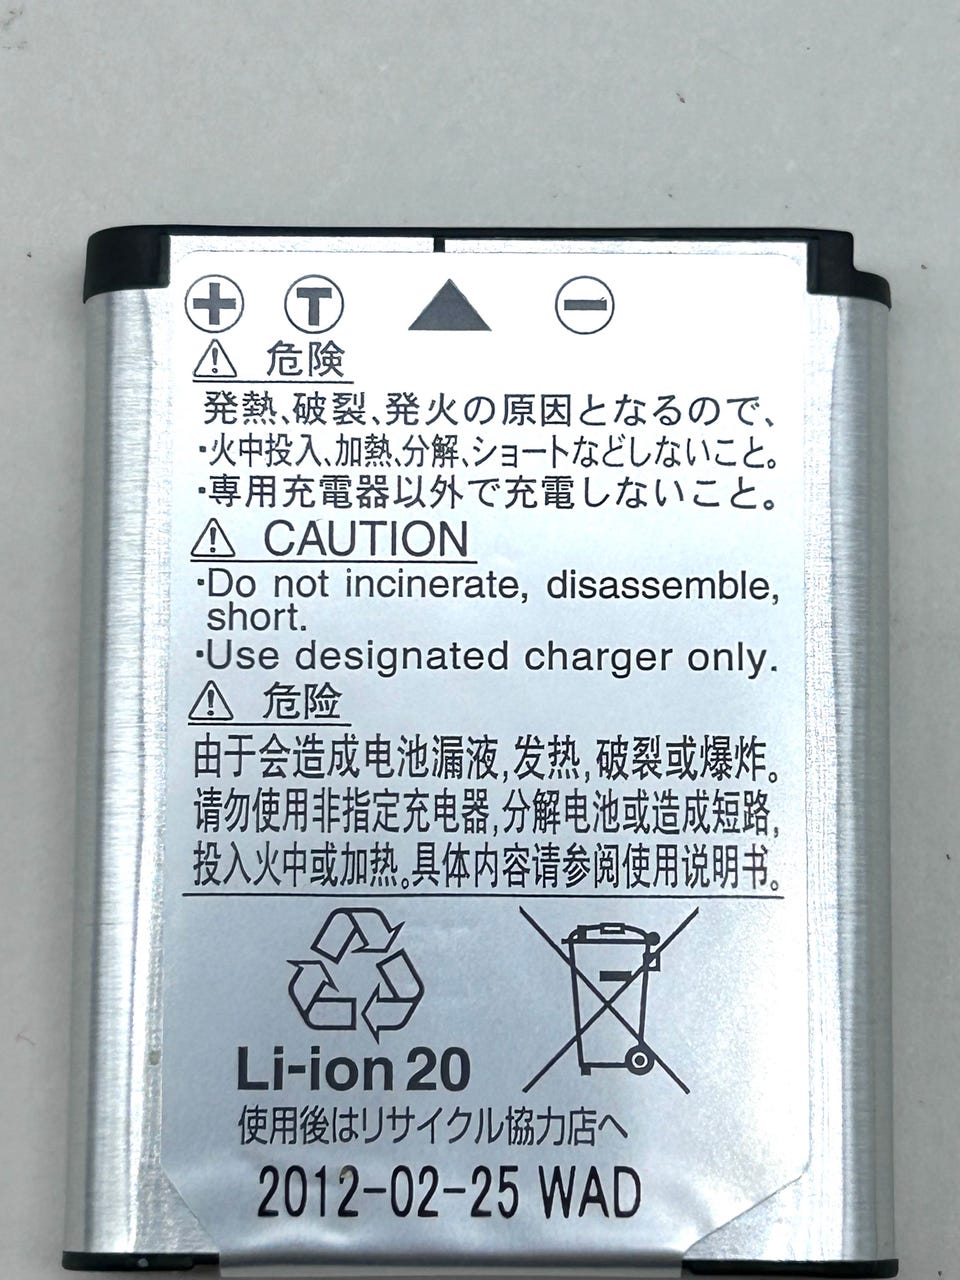 + T ▲ −
⚠ 危険
発熱、破裂、発火の原因となるので、
・火中投入、加熱、分解、ショートなどしないこと。
・専用充電器以外で充電しないこと。
⚠ CAUTION
・Do not incinerate, disassemble,
short.
・Use designated charger only.
⚠ 危险
由于会造成电池漏液,发热,破裂或爆炸。
请勿使用非指定充电器,分解电池或造成短路,
投入火中或加热。具体内容请参阅使用说明书。
Li-ion 20
使用後はリサイクル協力店へ
2012-02-25 WAD